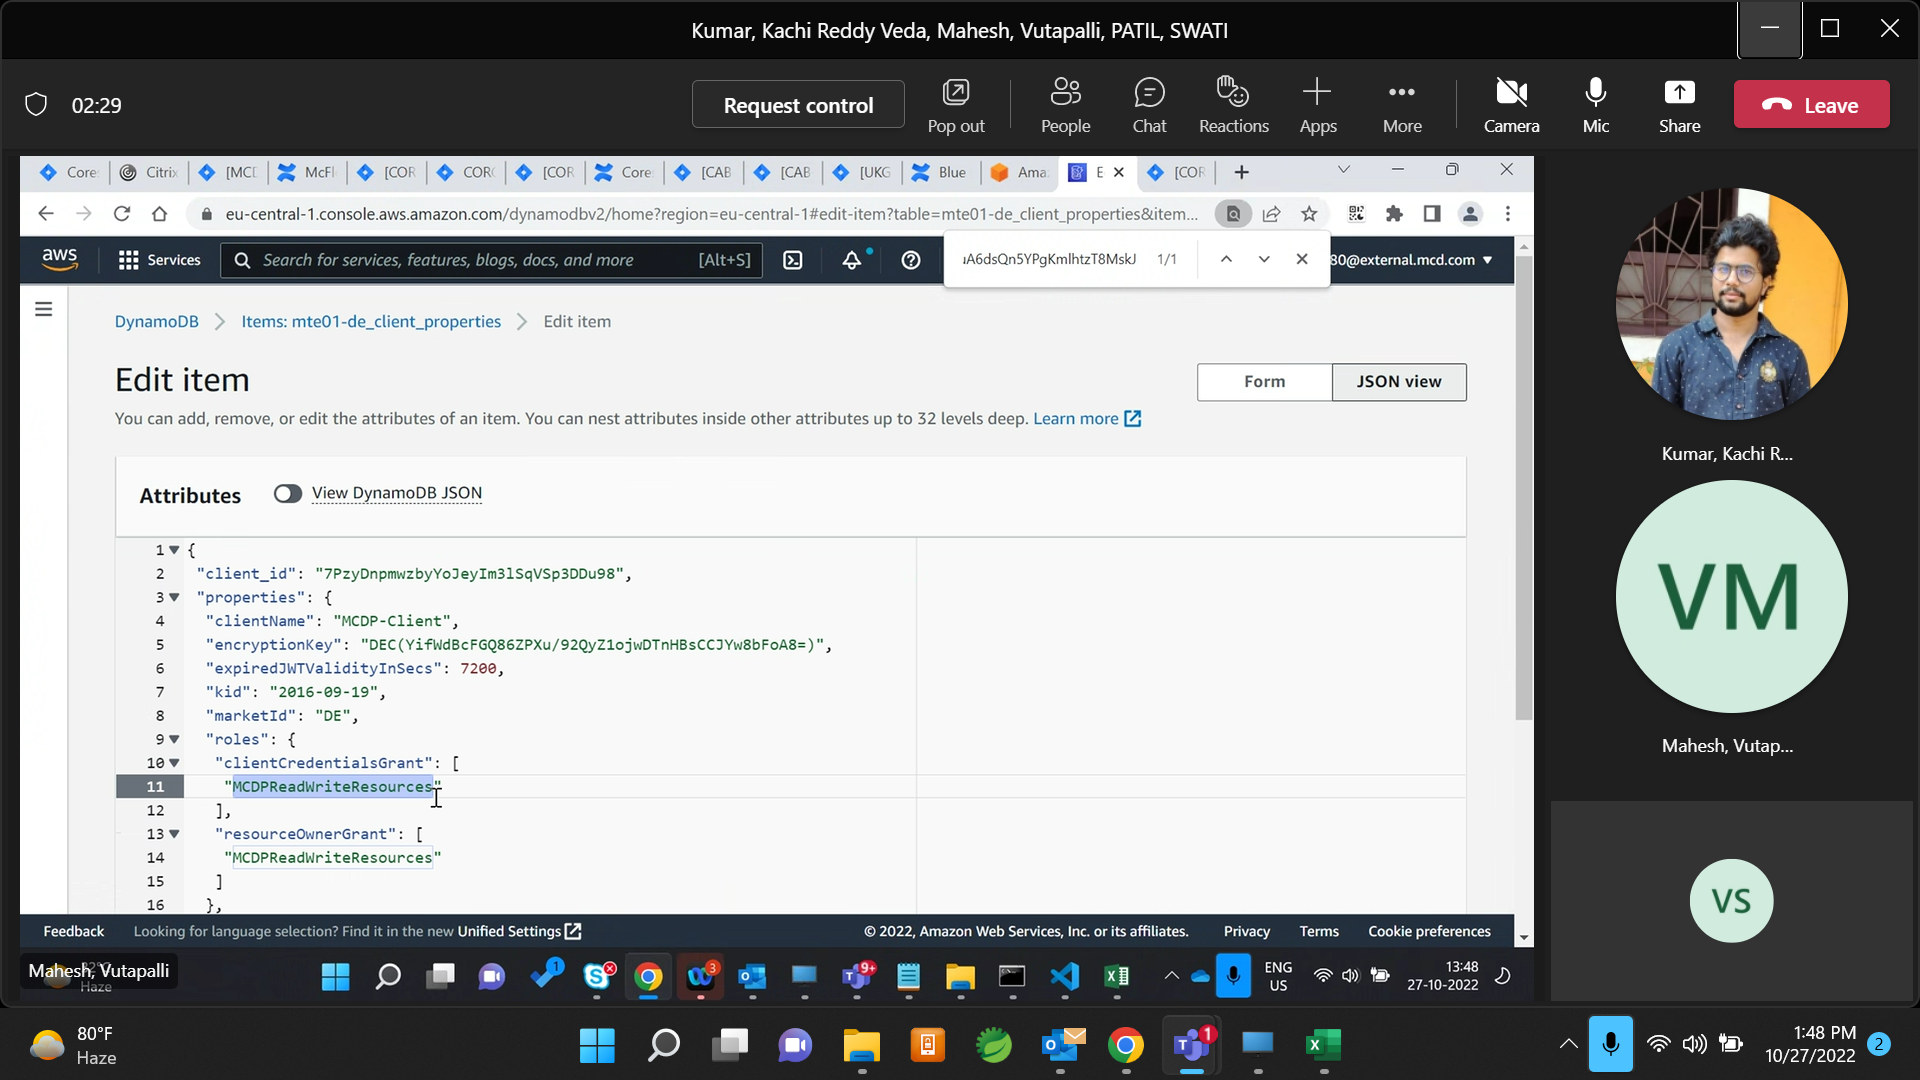 Kumar, Kachi Reddy Veda, Mahesh, Vutapalli, PATIL, SWATI
02:29
Request control
Pop out
People
Chat
Reactions
Apps
More
Camera
Mic
Share
Leave
Core
Citrix
[MCD
McFl
[COR
CORC
[COR
Core
[CAB
[CAB
[UKG
Blue
Ama
E
[COR
eu-central-1.console.aws.amazon.com/dynamodbv2/home?region=eu-central-1#edit-item?table=mte01-de_client_properties&item...
aws
Services
Search for services, features, blogs, docs, and more
[Alt+S]
A6dsQn5YPgKmlhtzT8MskJ
1/1
80@external.mcd.com
DynamoDB
Items: mte01-de_client_properties
Edit item
Edit item
Form
JSON view
You can add, remove, or edit the attributes of an item. You can nest attributes inside other attributes up to 32 levels deep. Learn more
Attributes
View DynamoDB JSON
1 {
2 "client_id": "7PzyDnpmwzbyYoJeyIm3lSqVSp3DDu98",
3 "properties": {
4 "clientName": "MCDP-Client",
5 "encryptionKey": "DEC(YifWdBcFGQ86ZPXu/92QyZ1ojwDTnHBsCCJYw8bFoA8=)",
6 "expiredJWTValidityInSecs": 7200,
7 "kid": "2016-09-19",
8 "marketId": "DE",
9 "roles": {
10 "clientCredentialsGrant": [
11 "MCDPReadWriteResources"
12 ],
13 "resourceOwnerGrant": [
14 "MCDPReadWriteResources"
15 ]
16 },
Feedback
Looking for language selection? Find it in the new Unified Settings
© 2022, Amazon Web Services, Inc. or its affiliates.
Privacy
Terms
Cookie preferences
Mahesh, Vutapalli
Haze
1
3
9+
ENG
US
13:48
27-10-2022
Kumar, Kachi R...
VM
Mahesh, Vutap...
VS
80°F
Haze
1
1:48 PM
10/27/2022
2